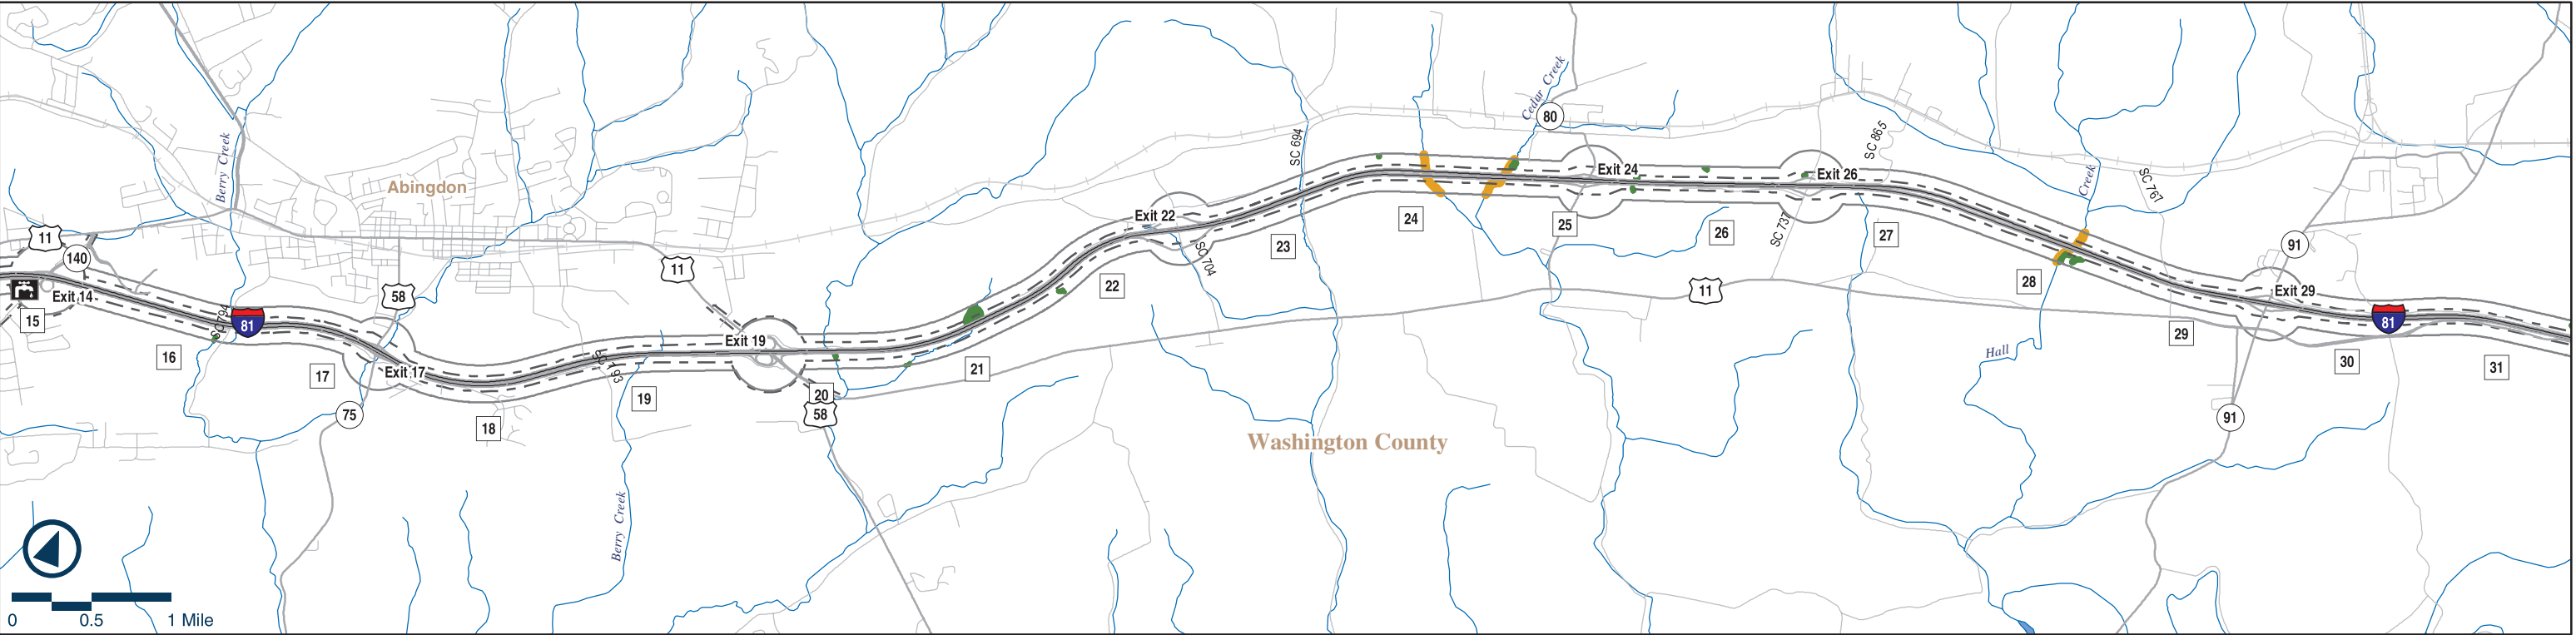 Berry Creek
Abingdon
11
140
Exit 14
15
16
SC 794
81
17
58
Exit 17
75
18
SC 793
19
Berry Creek
11
Exit 19
20
58
21
22
Exit 22
SC 704
23
SC 694
24
Cedar Creek
80
Exit 24
25
26
SC 737
Exit 26
SC 865
27
11
Washington County
28
Hall
Creek
SC 767
29
91
Exit 29
91
81
30
31
0 0.5 1 Mile